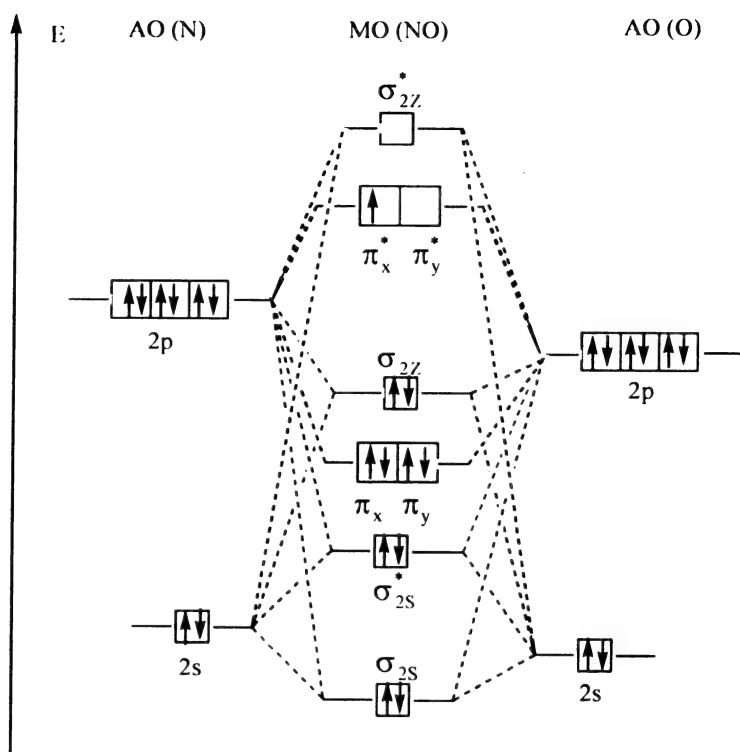 E AO (N) MO (NO) AO (O)
σ*2Z
π*x π*y
2p
σ2Z
2p
πx πy
σ*2S
2s
σ2S
2s